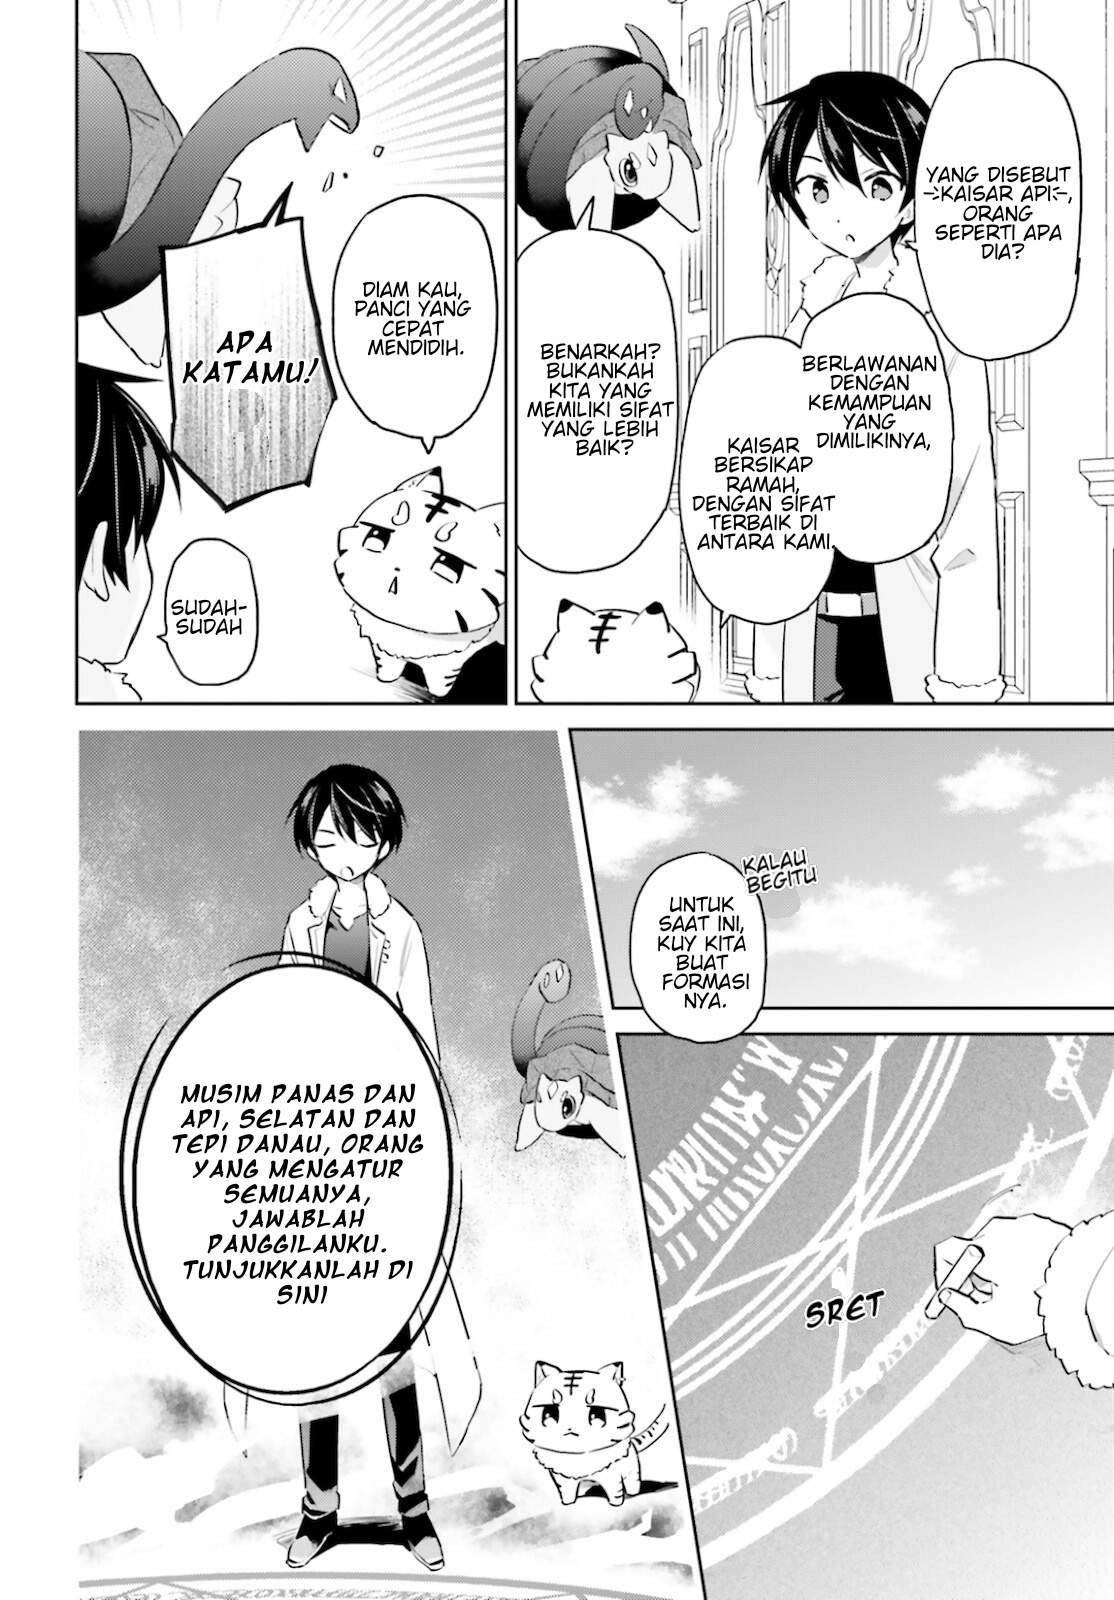 YANG DISEBUT
-KAISAR API-,
ORANG
SEPERTI APA
DIA?
BERLAWANAN
DENGAN
KEMAMPUAN
YANG
DIMILIKINYA,
KAISAR
BERSIKAP
RAMAH,
DENGAN SIFAT
TERBAIK DI
ANTARA KAMI.
BENARKAH?
BUKANKAH
KITA YANG
MEMILIKI SIFAT
YANG LEBIH
BAIK?
DIAM KAU,
PANCI YANG
CEPAT
MENDIDIH.
APA
KATAMU!
SUDAH-
SUDAH
KALAU
BEGITU
UNTUK
SAAT INI,
KUY KITA
BUAT
FORMASI
NYA.
SRET
MUSIM PANAS DAN
API, SELATAN DAN
TEPI DANAU, ORANG
YANG MENGATUR
SEMUANYA,
JAWABLAH
PANGGILANKU.
TUNJUKKANLAH DI
SINI